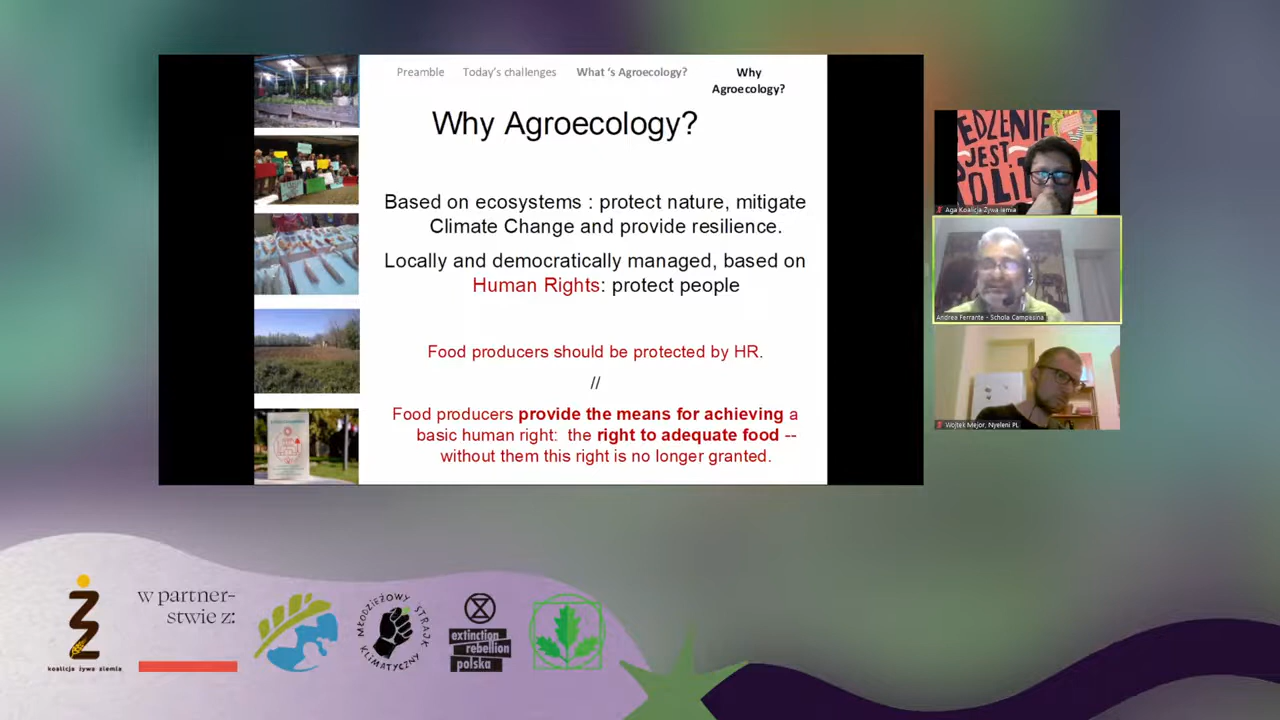 Preamble
Today's challenges
What 's Agroecology?
Why
Agroecology?
Why Agroecology?
Based on ecosystems : protect nature, mitigate
Climate Change and provide resilience.
Locally and democratically managed, based on
Human Rights: protect people
Food producers should be protected by HR.
//
Food producers provide the means for achieving a
basic human right: the right to adequate food --
without them this right is no longer granted.
EDZENIE
JEST
POLITY
Aga Koalicja Żywa iemia
Andrea Ferrante - Schola Campesina
Wojtek Mejor, Nyeleni PL
koalicja żywa ziemia
w partner-
stwie z:
MŁODZIEŻOWY STRAJK
KLIMATYCZNY
extinction
rebellion
polska